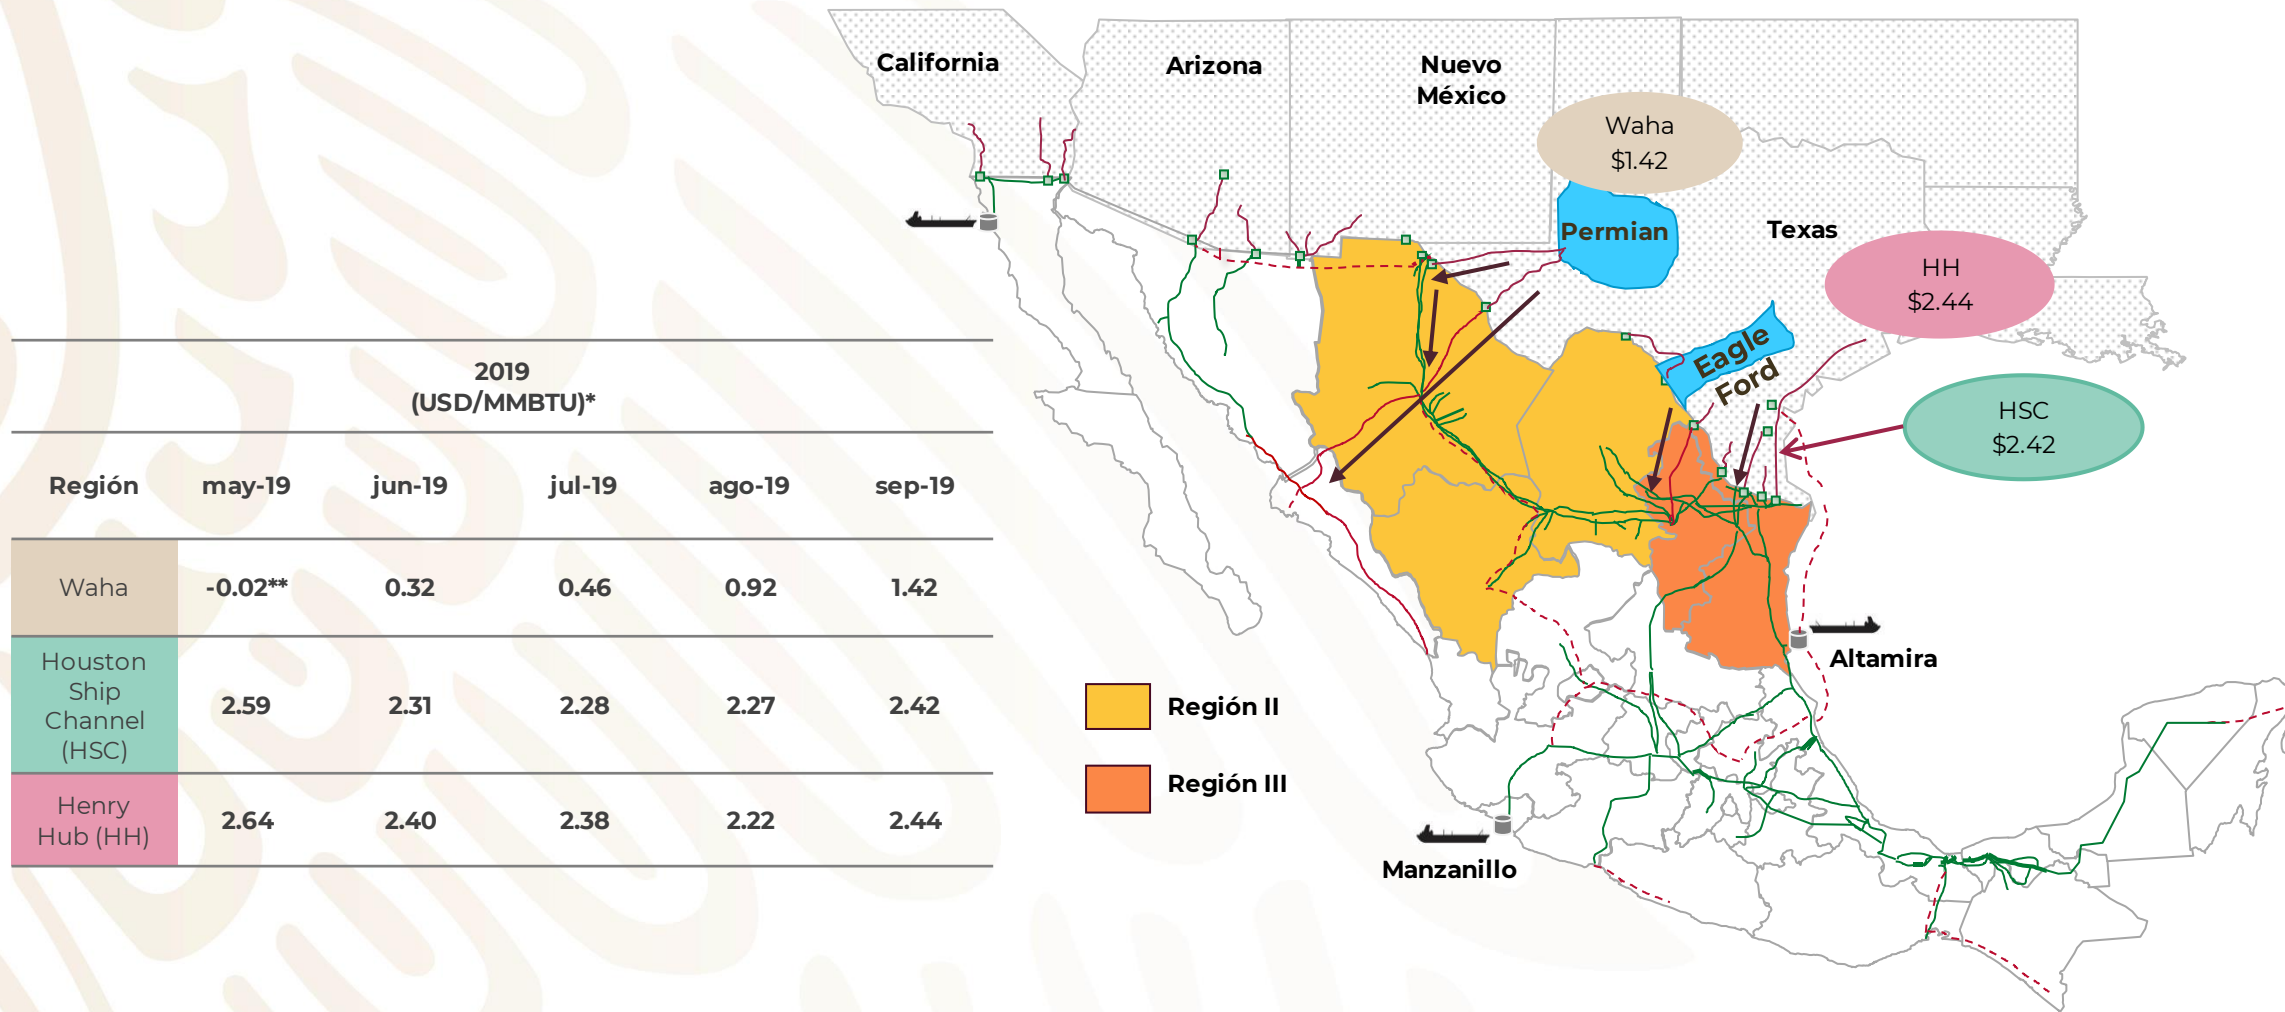 2019
(USD/MMBTU)*
Región may-19 jun-19 jul-19 ago-19 sep-19
Waha -0.02** 0.32 0.46 0.92 1.42
Houston
Ship
Channel
(HSC)
2.59 2.31 2.28 2.27 2.42
Henry
Hub (HH)
2.64 2.40 2.38 2.22 2.44
California
Arizona
Nuevo
México
Waha
$1.42
Permian
Texas
HH
$2.44
Eagle
Ford
HSC
$2.42
Altamira
Región II
Región III
Manzanillo